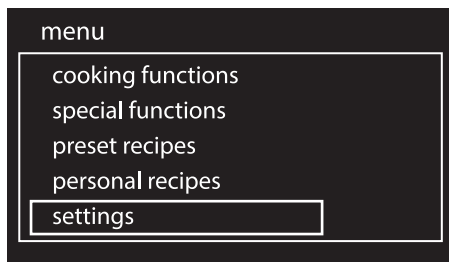 menu
cooking functions
special functions
preset recipes
personal recipes
settings